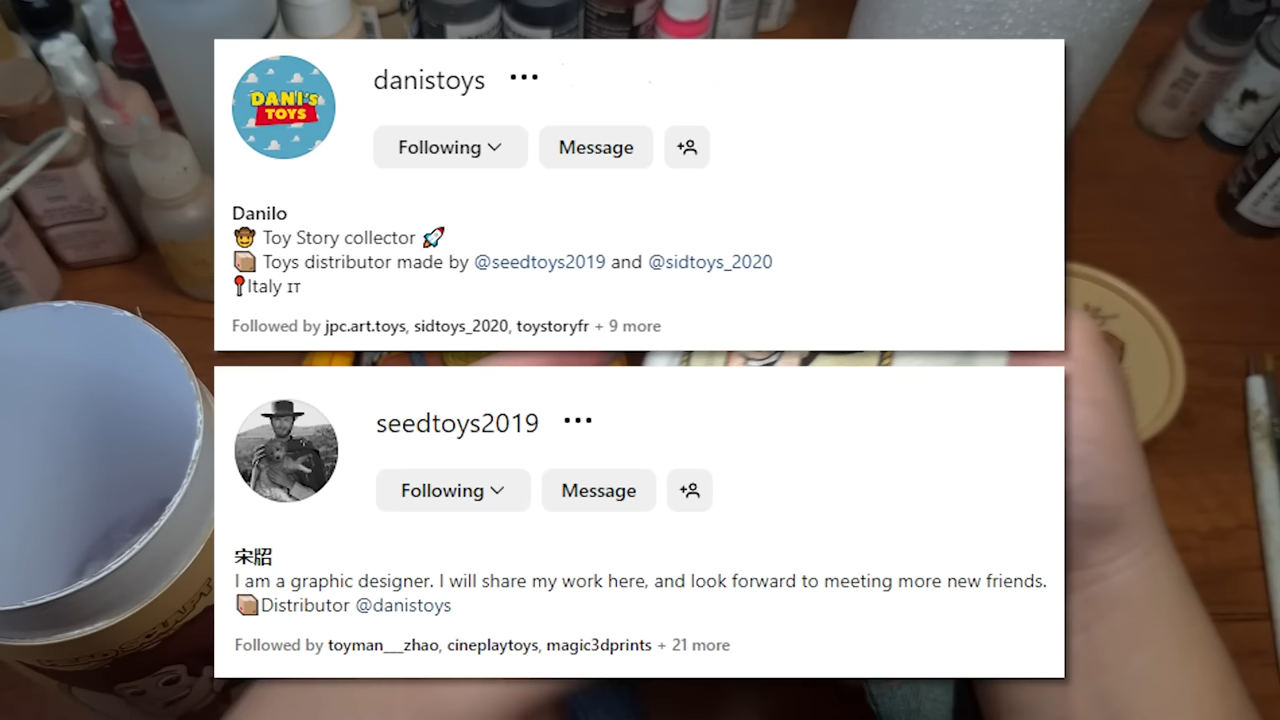 DANI'S
TOYS
danistoys
Following
Message
Danilo
🤠 Toy Story collector 🚀
📦 Toys distributor made by @seedtoys2019 and @sidtoys_2020
📍Italy IT
Followed by jpc.art.toys, sidtoys_2020, toystoryfr + 9 more
seedtoys2019
Following
Message
宋牊
I am a graphic designer. I will share my work here, and look forward to meeting more new friends.
📦Distributor @danistoys
Followed by toyman___zhao, cineplaytoys, magic3dprints + 21 more